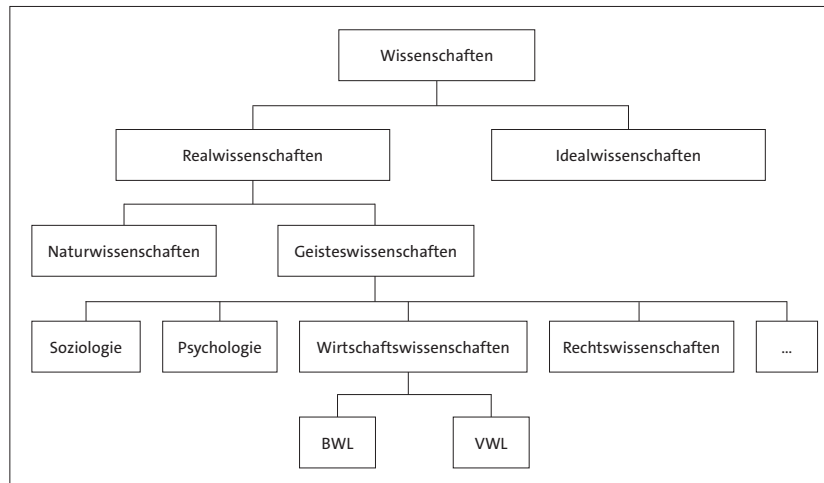 Wissenschaften
Realwissenschaften
Idealwissenschaften
Naturwissenschaften
Geisteswissenschaften
Soziologie
Psychologie
Wirtschaftswissenschaften
Rechtswissenschaften
...
BWL
VWL